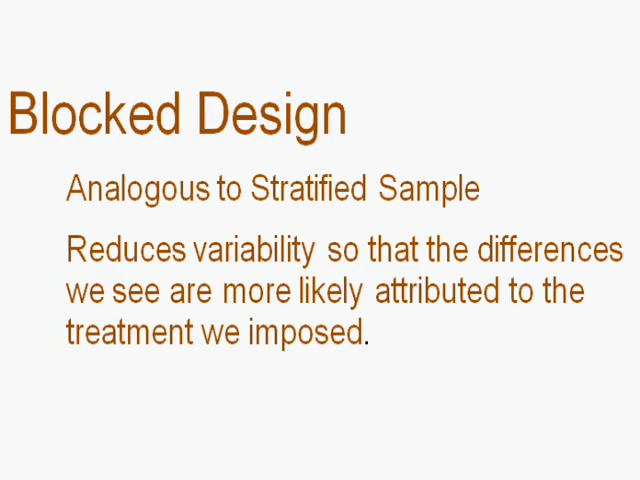 Blocked Design
Analogous to Stratified Sample
Reduces variability so that the differences
we see are more likely attributed to the
treatment we imposed.